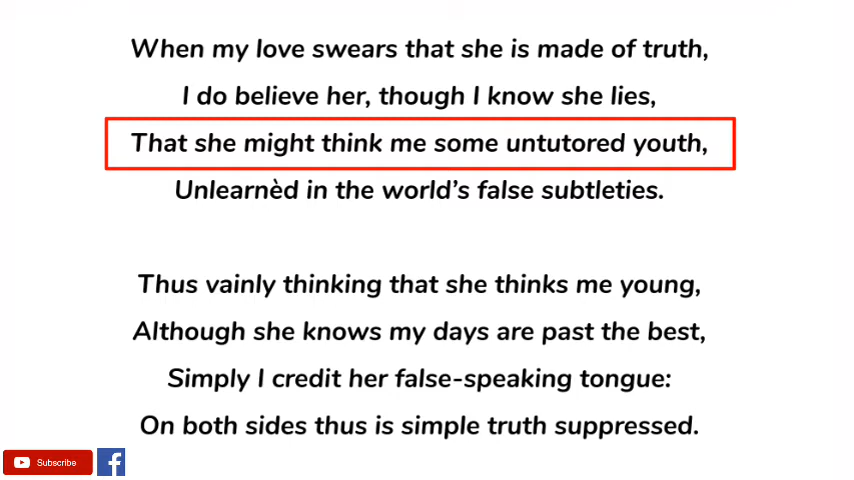 When my love swears that she is made of truth,
I do believe her, though I know she lies,
That she might think me some untutored youth,
Unlearnèd in the world’s false subtleties.
Thus vainly thinking that she thinks me young,
Although she knows my days are past the best,
Simply I credit her false-speaking tongue:
On both sides thus is simple truth suppressed.
Subscribe